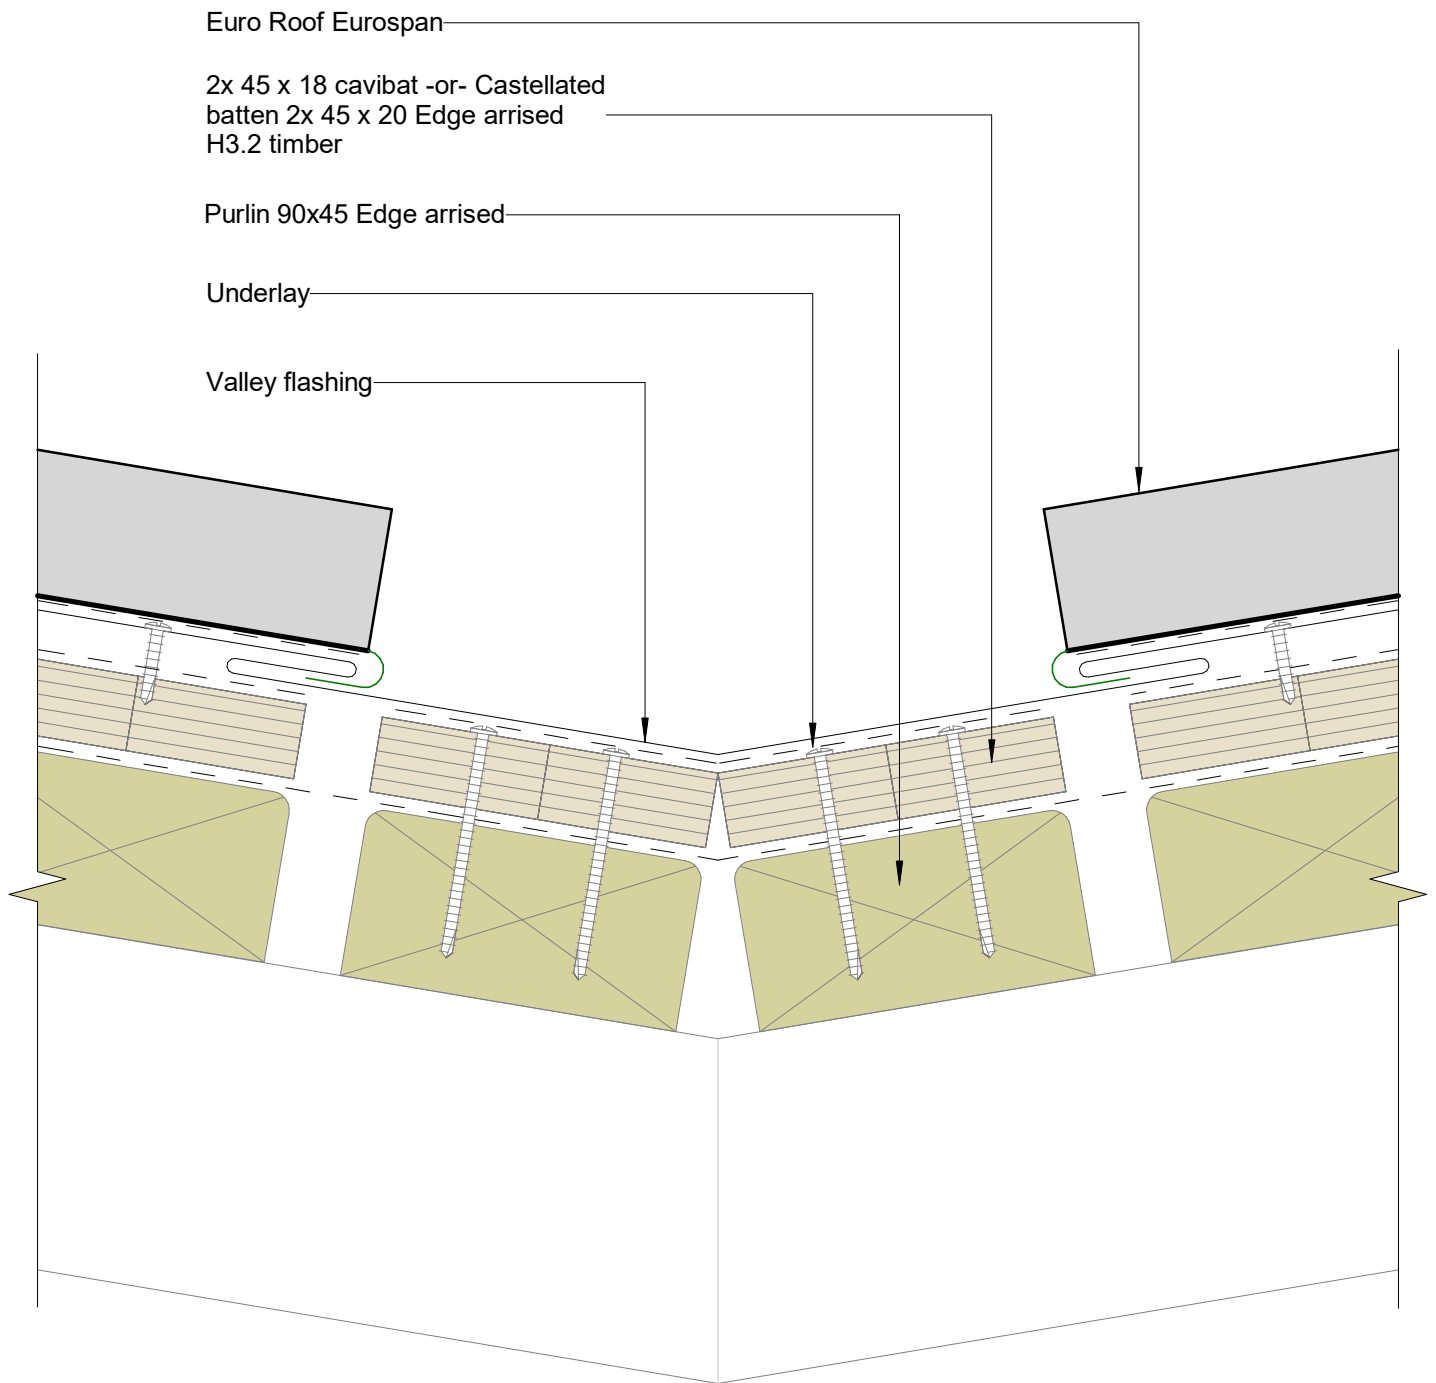 Euro Roof Eurospan
2x 45 x 18 cavibat -or- Castellated
batten 2x 45 x 20 Edge arrised
H3.2 timber
Purlin 90x45 Edge arrised
Underlay
Valley flashing